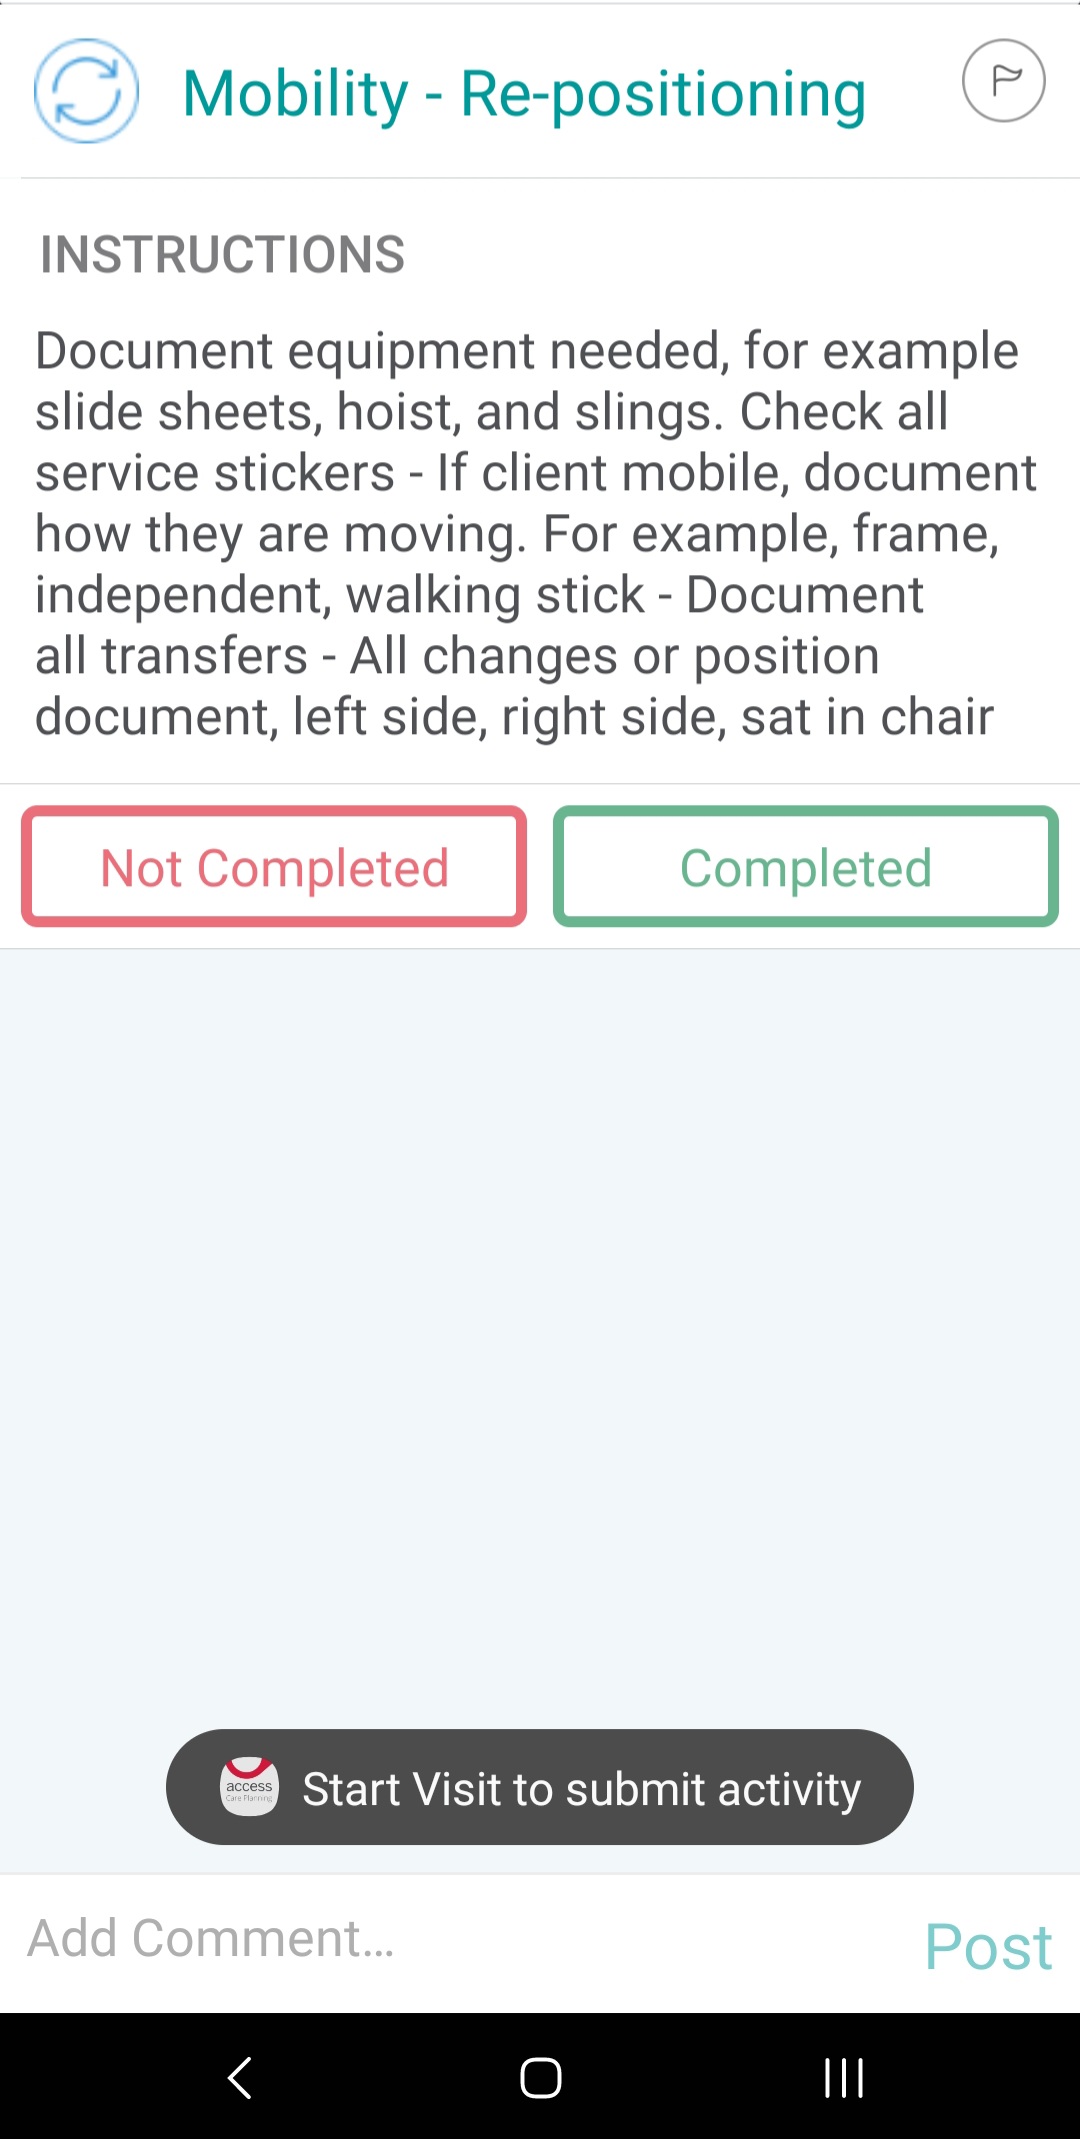 Mobility - Re-positioning
INSTRUCTIONS
Document equipment needed, for example
slide sheets, hoist, and slings. Check all
service stickers - If client mobile, document
how they are moving. For example, frame,
independent, walking stick - Document
all transfers - All changes or position
document, left side, right side, sat in chair
Not Completed
Completed
access
Care Planning
Start Visit to submit activity
Add Comment...
Post